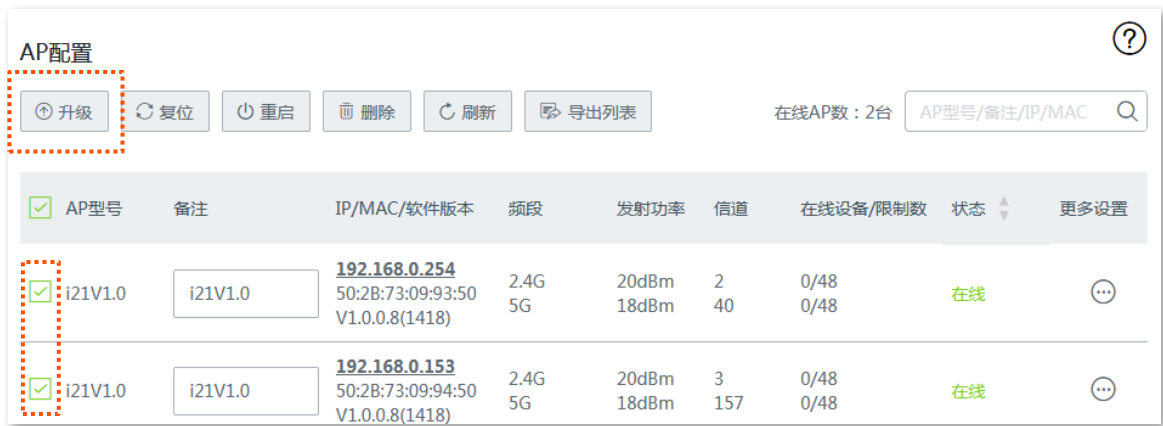 AP配置
升级 复位 重启 删除 刷新 导出列表 在线AP数：2台 AP型号/备注/IP/MAC
AP型号 备注 IP/MAC/软件版本 频段 发射功率 信道 在线设备/限制数 状态 更多设置
192.168.0.254
i21V1.0 i21V1.0 50:2B:73:09:93:50 2.4G 20dBm 2 0/48 在线
V1.0.0.8(1418) 5G 18dBm 40 0/48
192.168.0.153
i21V1.0 i21V1.0 50:2B:73:09:94:50 2.4G 20dBm 3 0/48 在线
V1.0.0.8(1418) 5G 18dBm 157 0/48